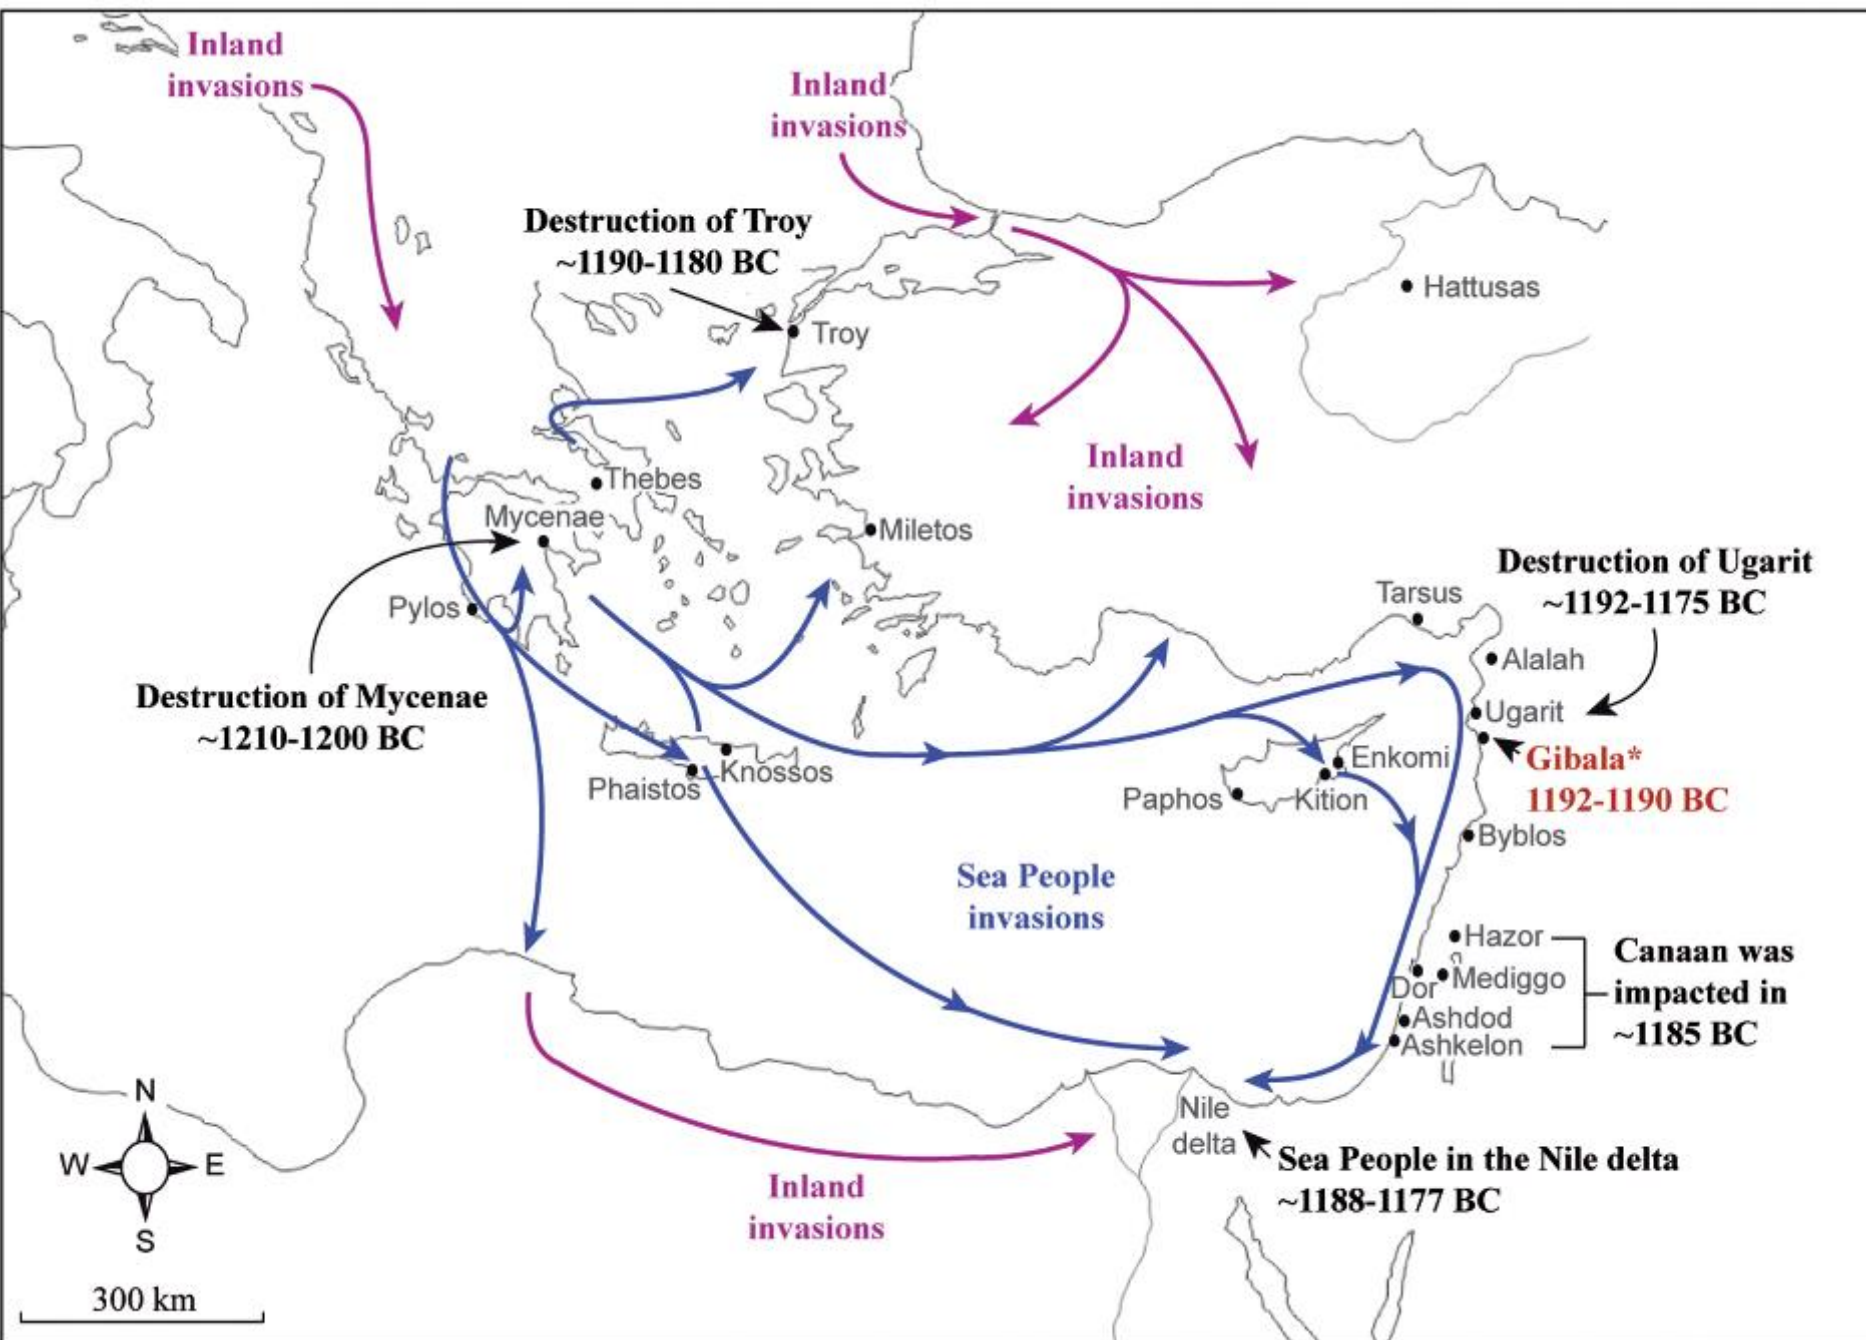 Inland
invasions
Inland
invasions
Destruction of Troy
~1190-1180 BC
Hattusas
Troy
Inland
invasions
Thebes
Mycenae
Miletos
Destruction of Ugarit
~1192-1175 BC
Tarsus
Pylos
Alalah
Destruction of Mycenae
~1210-1200 BC
Ugarit
Gibala*
1192-1190 BC
Enkomi
Knossos
Phaistos
Paphos
Kition
Byblos
Sea People
invasions
Hazor
Mediggo
Dor
Ashdod
Ashkelon
Canaan was
impacted in
~1185 BC
Nile
delta
Sea People in the Nile delta
~1188-1177 BC
Inland
invasions
N
W E
S
300 km